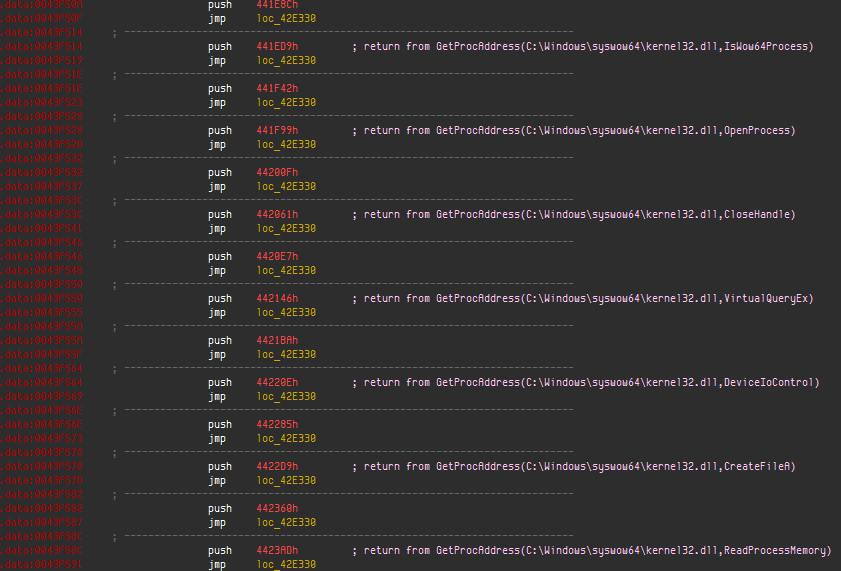 .data:0043F50A push 441E8Ch
.data:0043F50F jmp loc_42E330
.data:0043F514 ; ---------------------------------------------------------------------------
.data:0043F514 push 441ED9h ; return from GetProcAddress(C:\Windows\syswow64\kernel32.dll,IsWow64Process)
.data:0043F519 jmp loc_42E330
.data:0043F51E ; ---------------------------------------------------------------------------
.data:0043F51E push 441F42h
.data:0043F523 jmp loc_42E330
.data:0043F528 ; ---------------------------------------------------------------------------
.data:0043F528 push 441F99h ; return from GetProcAddress(C:\Windows\syswow64\kernel32.dll,OpenProcess)
.data:0043F52D jmp loc_42E330
.data:0043F532 ; ---------------------------------------------------------------------------
.data:0043F532 push 44200Fh
.data:0043F537 jmp loc_42E330
.data:0043F53C ; ---------------------------------------------------------------------------
.data:0043F53C push 442061h ; return from GetProcAddress(C:\Windows\syswow64\kernel32.dll,CloseHandle)
.data:0043F541 jmp loc_42E330
.data:0043F546 ; ---------------------------------------------------------------------------
.data:0043F546 push 4420E7h
.data:0043F54B jmp loc_42E330
.data:0043F550 ; ---------------------------------------------------------------------------
.data:0043F550 push 442146h ; return from GetProcAddress(C:\Windows\syswow64\kernel32.dll,VirtualQueryEx)
.data:0043F555 jmp loc_42E330
.data:0043F55A ; ---------------------------------------------------------------------------
.data:0043F55A push 4421BAh
.data:0043F55F jmp loc_42E330
.data:0043F564 ; ---------------------------------------------------------------------------
.data:0043F564 push 44220Eh ; return from GetProcAddress(C:\Windows\syswow64\kernel32.dll,DeviceIoControl)
.data:0043F569 jmp loc_42E330
.data:0043F56E ; ---------------------------------------------------------------------------
.data:0043F56E push 442285h
.data:0043F573 jmp loc_42E330
.data:0043F578 ; ---------------------------------------------------------------------------
.data:0043F578 push 4422D9h ; return from GetProcAddress(C:\Windows\syswow64\kernel32.dll,CreateFileA)
.data:0043F57D jmp loc_42E330
.data:0043F582 ; ---------------------------------------------------------------------------
.data:0043F582 push 442360h
.data:0043F587 jmp loc_42E330
.data:0043F58C ; ---------------------------------------------------------------------------
.data:0043F58C push 4423ADh ; return from GetProcAddress(C:\Windows\syswow64\kernel32.dll,ReadProcessMemory)
.data:0043F591 jmp loc_42E330